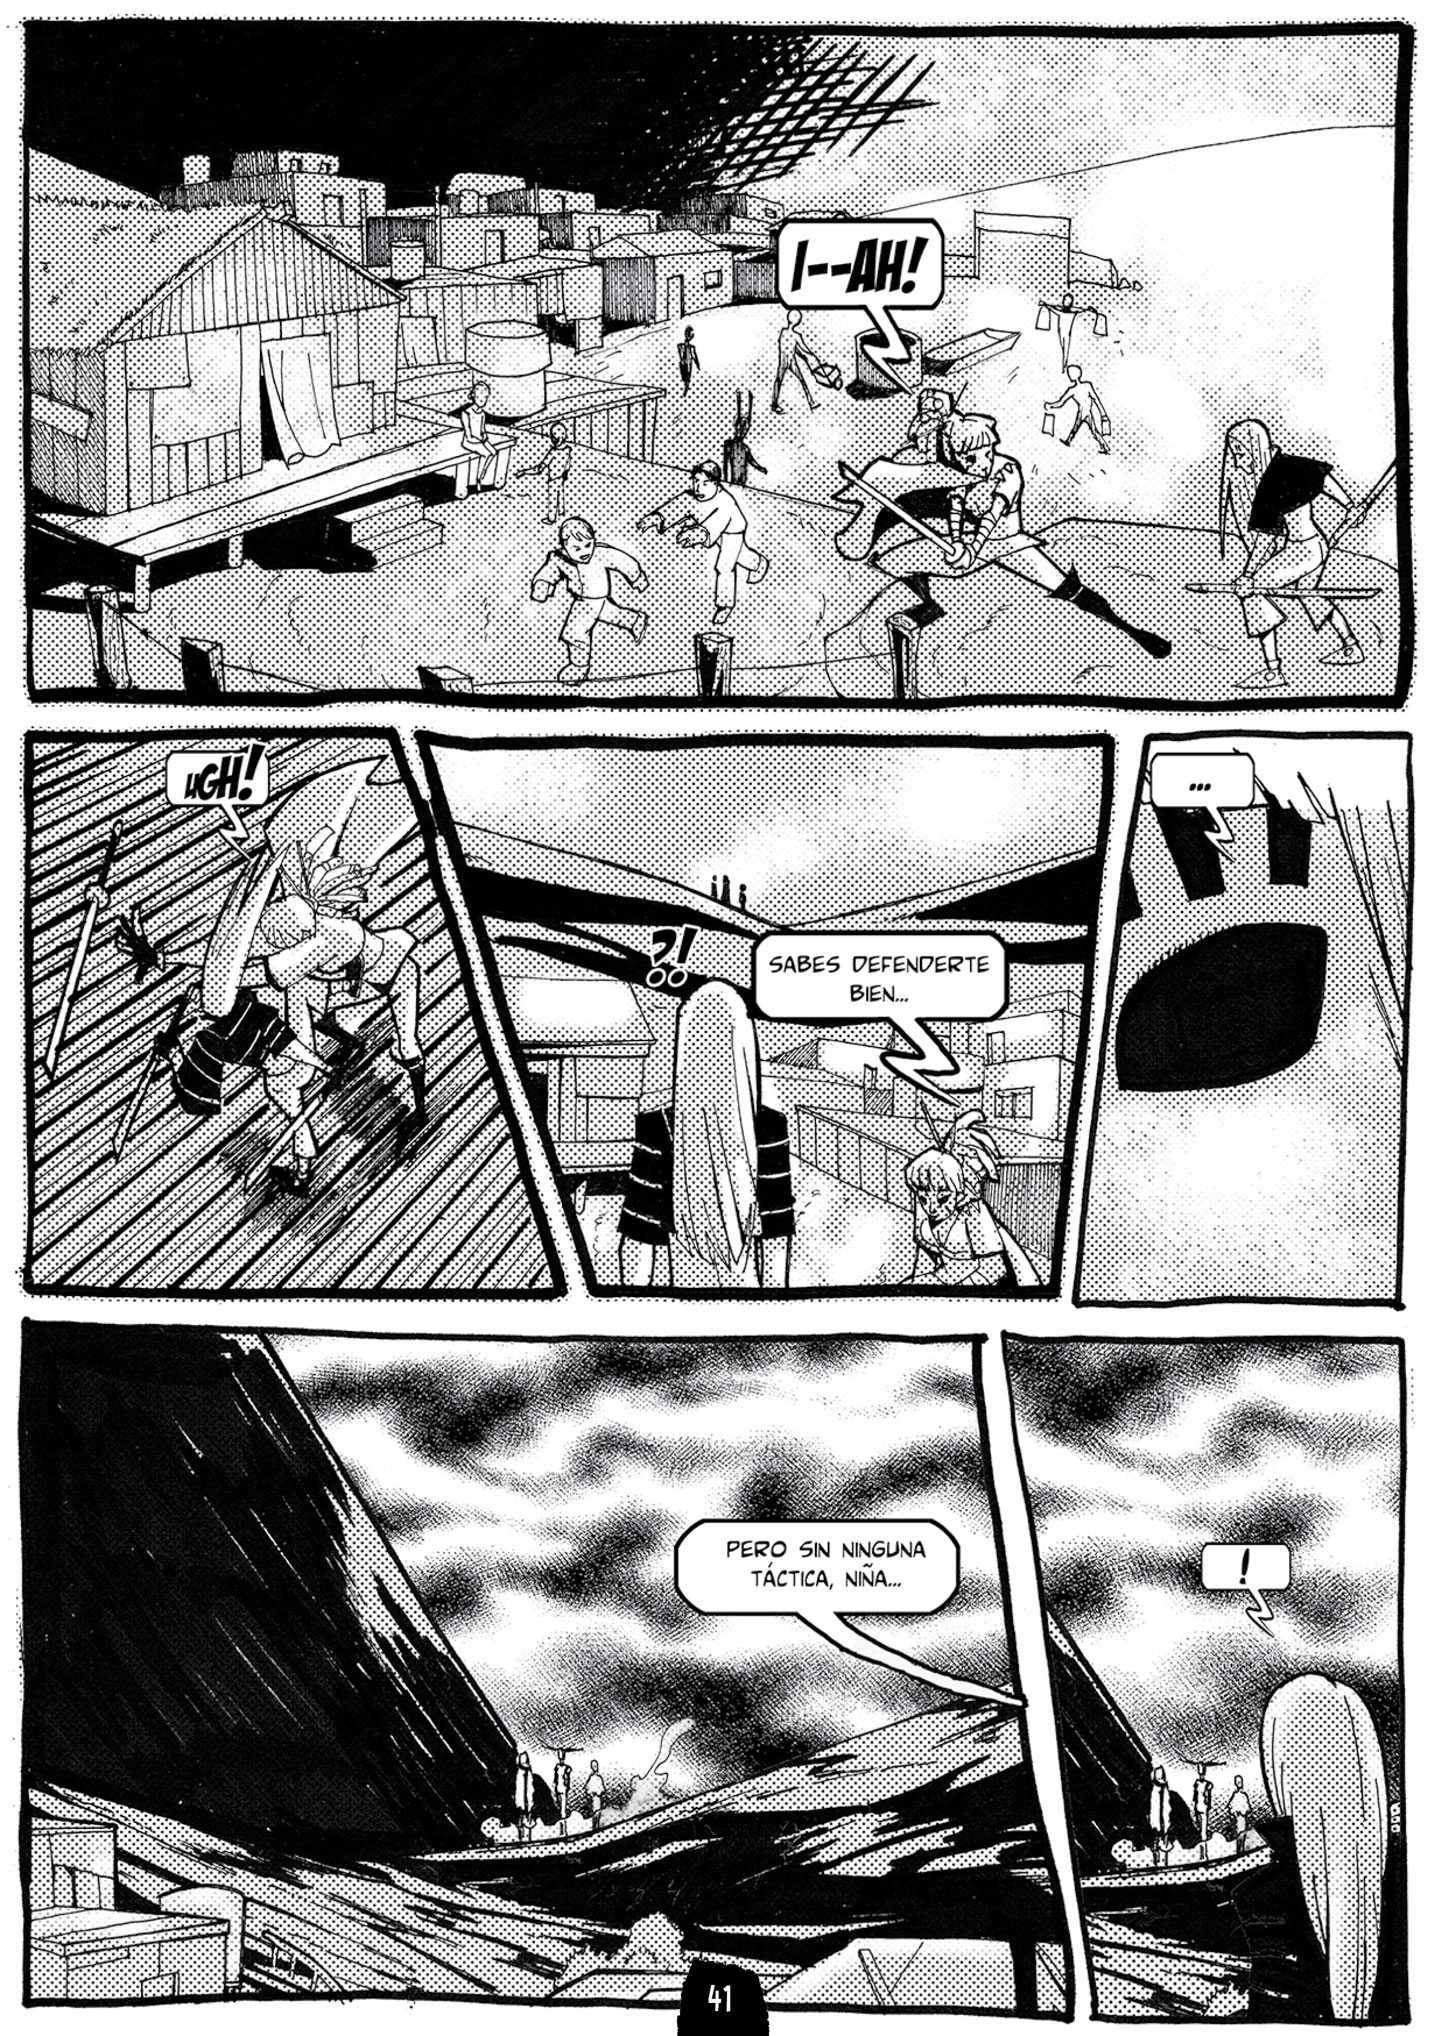 I--AH!
UGH!
?!
SABES DEFENDERTE
BIEN...
...
PERO SIN NINGUNA
TÁCTICA, NIÑA...
!
41